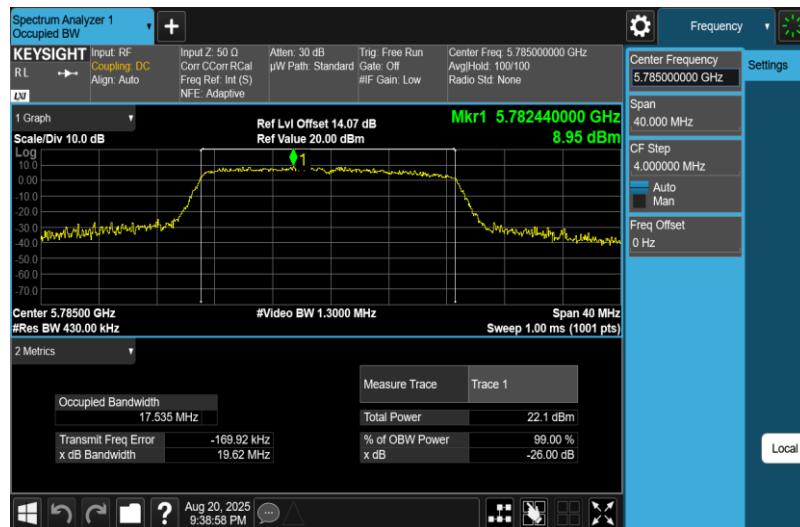 Spectrum Analyzer 1
Occupied BW
+
Frequency
KEYSIGHT
RL
LXI
Input: RF
Coupling: DC
Align: Auto
Input Z: 50 Ω
Corr CCorr RCal
Freq Ref: Int (S)
NFE: Adaptive
Atten: 30 dB
µW Path: Standard
Trig: Free Run
Gate: Off
#IF Gain: Low
Center Freq: 5.785000000 GHz
Avg|Hold: 100/100
Radio Std: None
Center Frequency
5.785000000 GHz
Settings
Span
40.000 MHz
CF Step
4.000000 MHz
Auto
Man
Freq Offset
0 Hz
Local
1 Graph
Scale/Div 10.0 dB
Ref Lvl Offset 14.07 dB
Ref Value 20.00 dBm
Mkr1 5.782440000 GHz
8.95 dBm
Log
10.0
0.00
-10.0
-20.0
-30.0
-40.0
-50.0
-60.0
-70.0
1
Center 5.78500 GHz
#Res BW 430.00 kHz
#Video BW 1.3000 MHz
Span 40 MHz
Sweep 1.00 ms (1001 pts)
2 Metrics
Measure Trace Trace 1
Occupied Bandwidth
17.535 MHz
Total Power 22.1 dBm
Transmit Freq Error -169.92 kHz
% of OBW Power 99.00 %
x dB Bandwidth 19.62 MHz
x dB -26.00 dB
?
Aug 20, 2025
9:38:58 PM